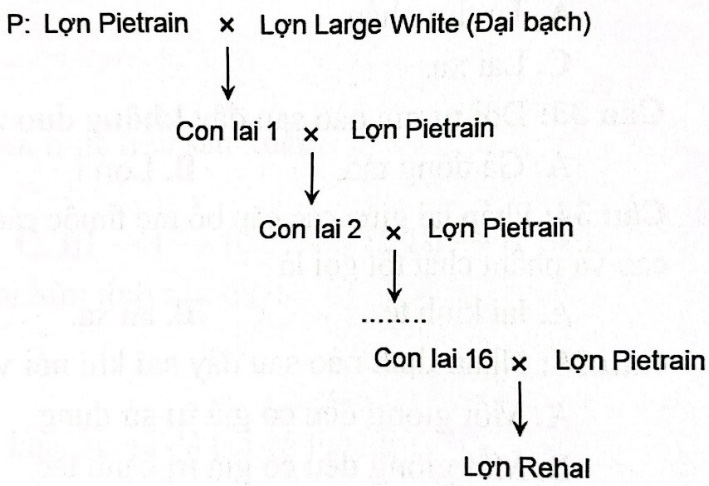 P: Lợn Pietrain × Lợn Large White (Đại bạch)
Con lai 1 × Lợn Pietrain
Con lai 2 × Lợn Pietrain
........
Con lai 16 × Lợn Pietrain
Lợn Rehal